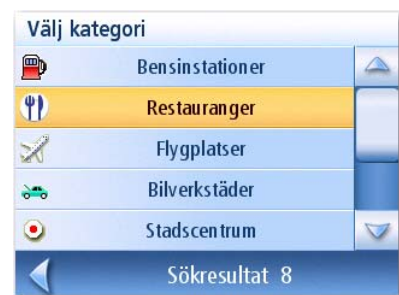 Välj kategori
Bensinstationer
Restauranger
Flygplatser
Bilverkstäder
Stadscentrum
Sökresultat 8